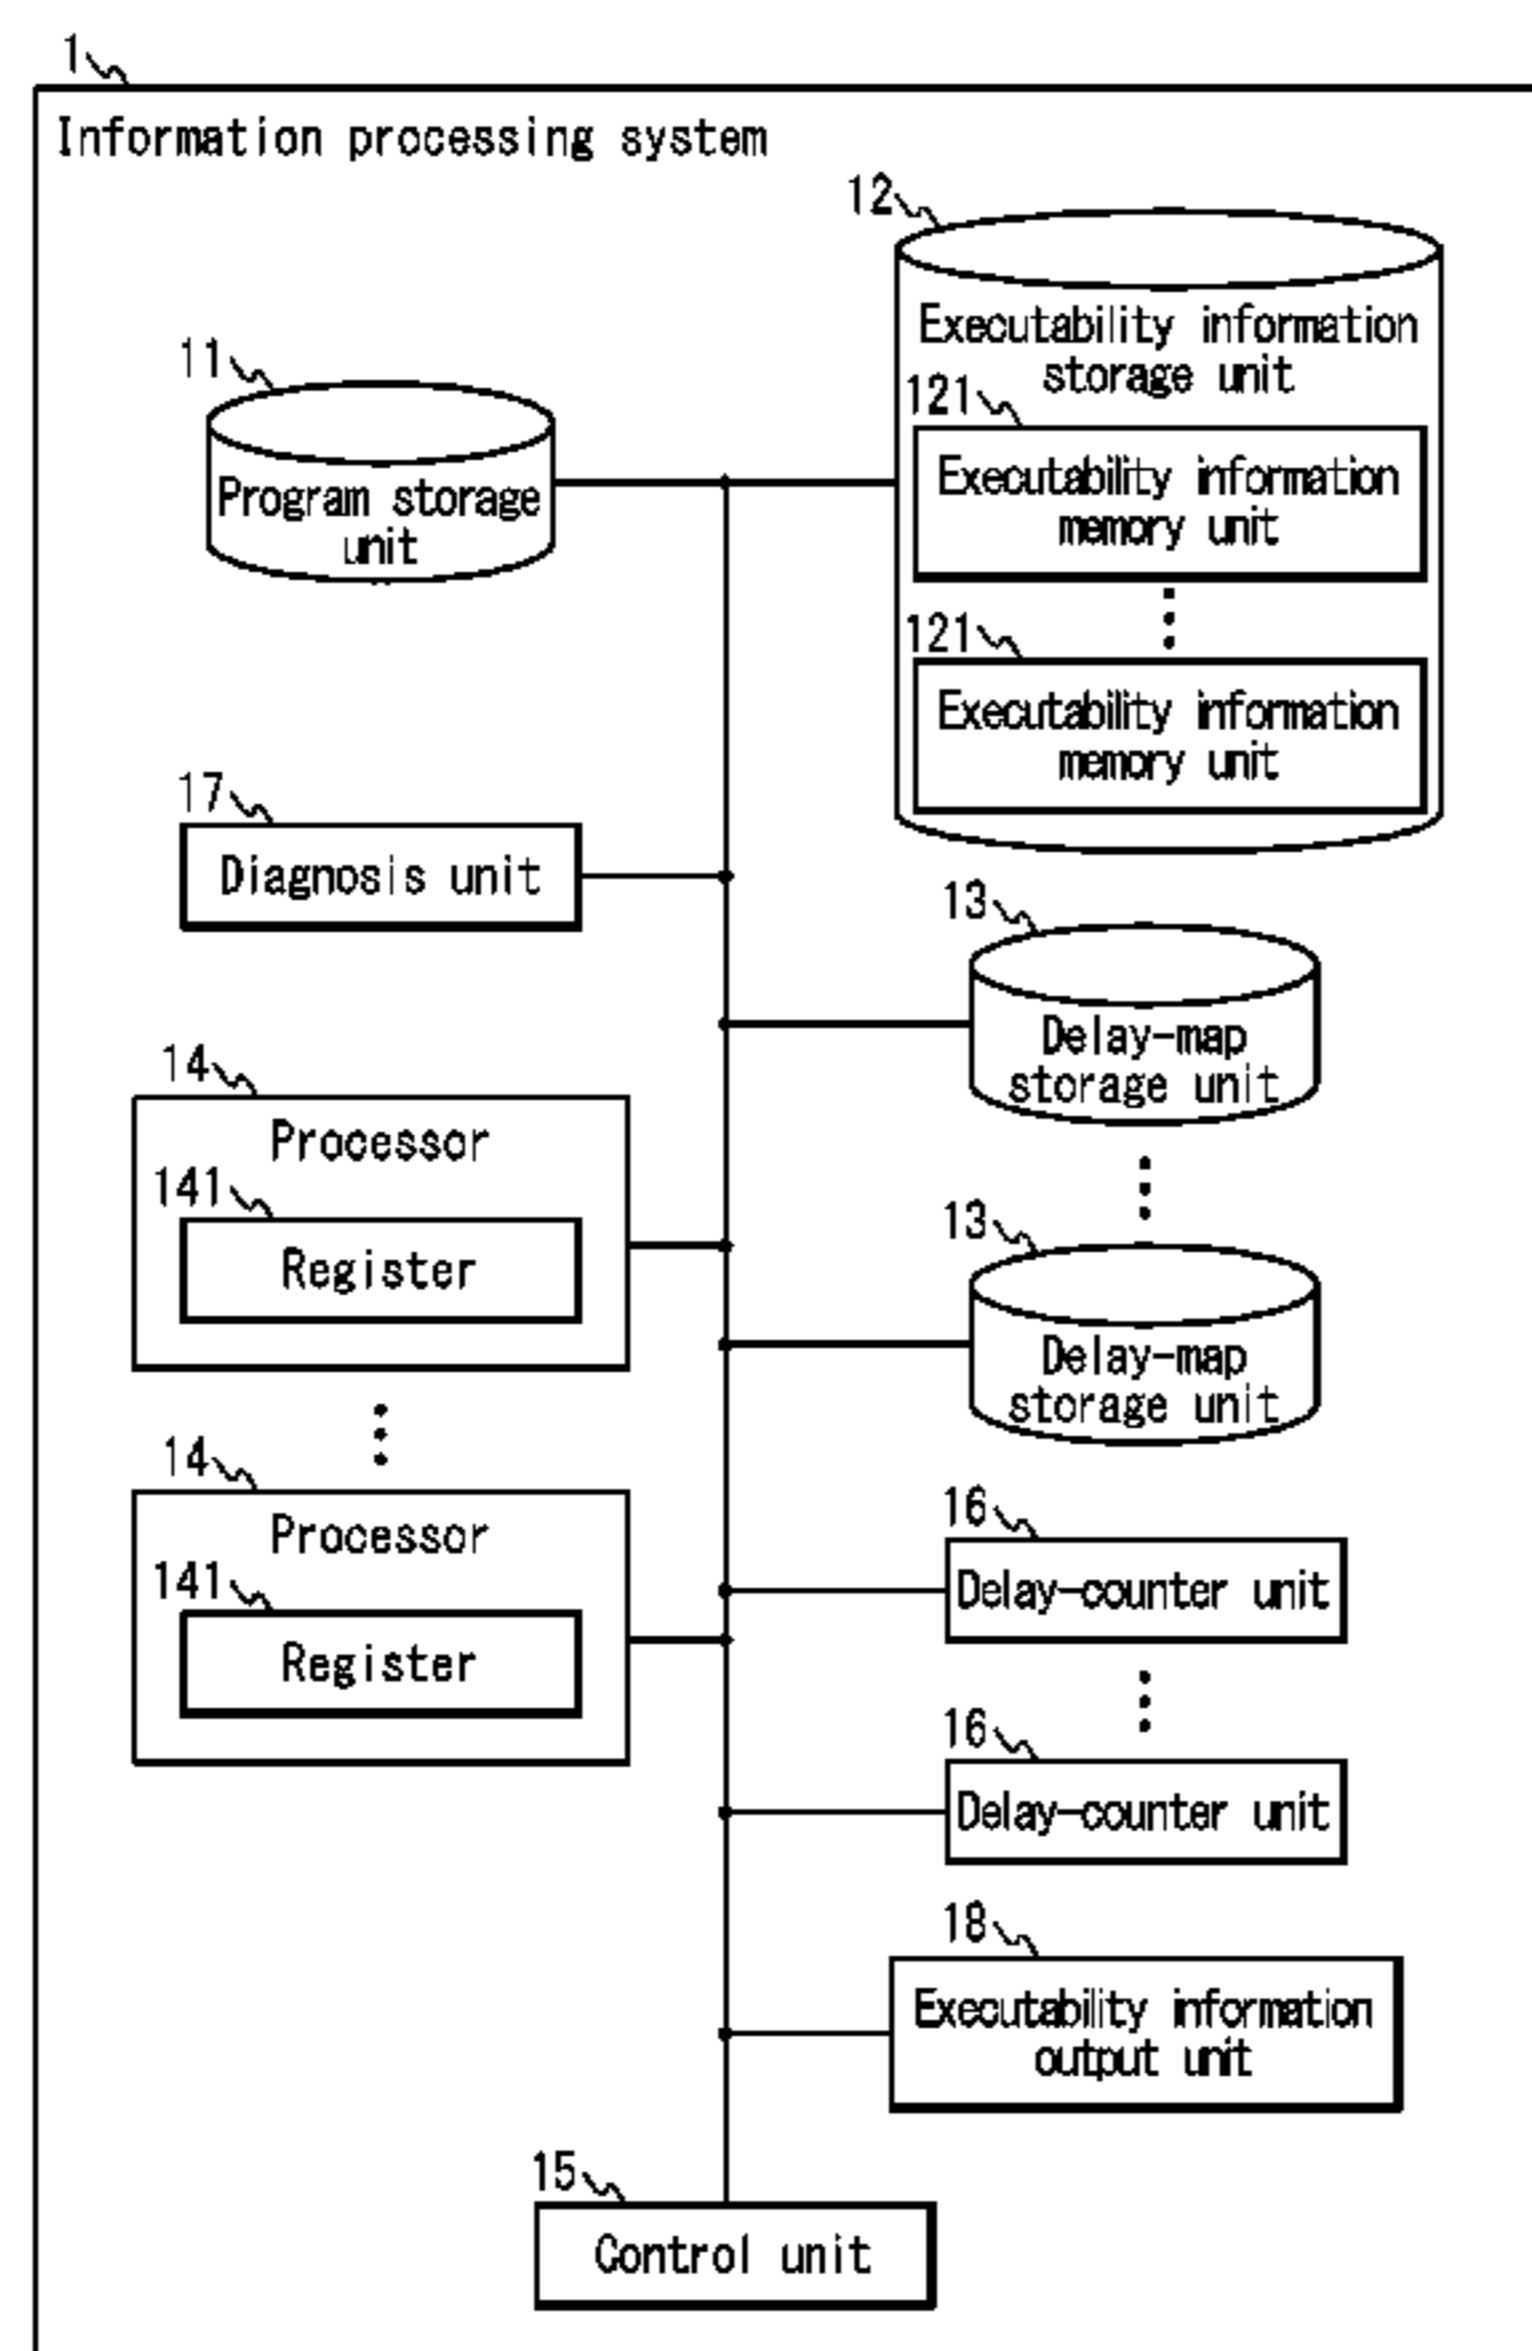 1
Information processing system
12
Executability information
storage unit
121
Executability information
memory unit
121
Executability information
memory unit
11
Program storage
unit
17
Diagnosis unit
13
Delay-map
storage unit
13
Delay-map
storage unit
14
Processor
141
Register
14
Processor
141
Register
16
Delay-counter unit
16
Delay-counter unit
18
Executability information
output unit
15
Control unit